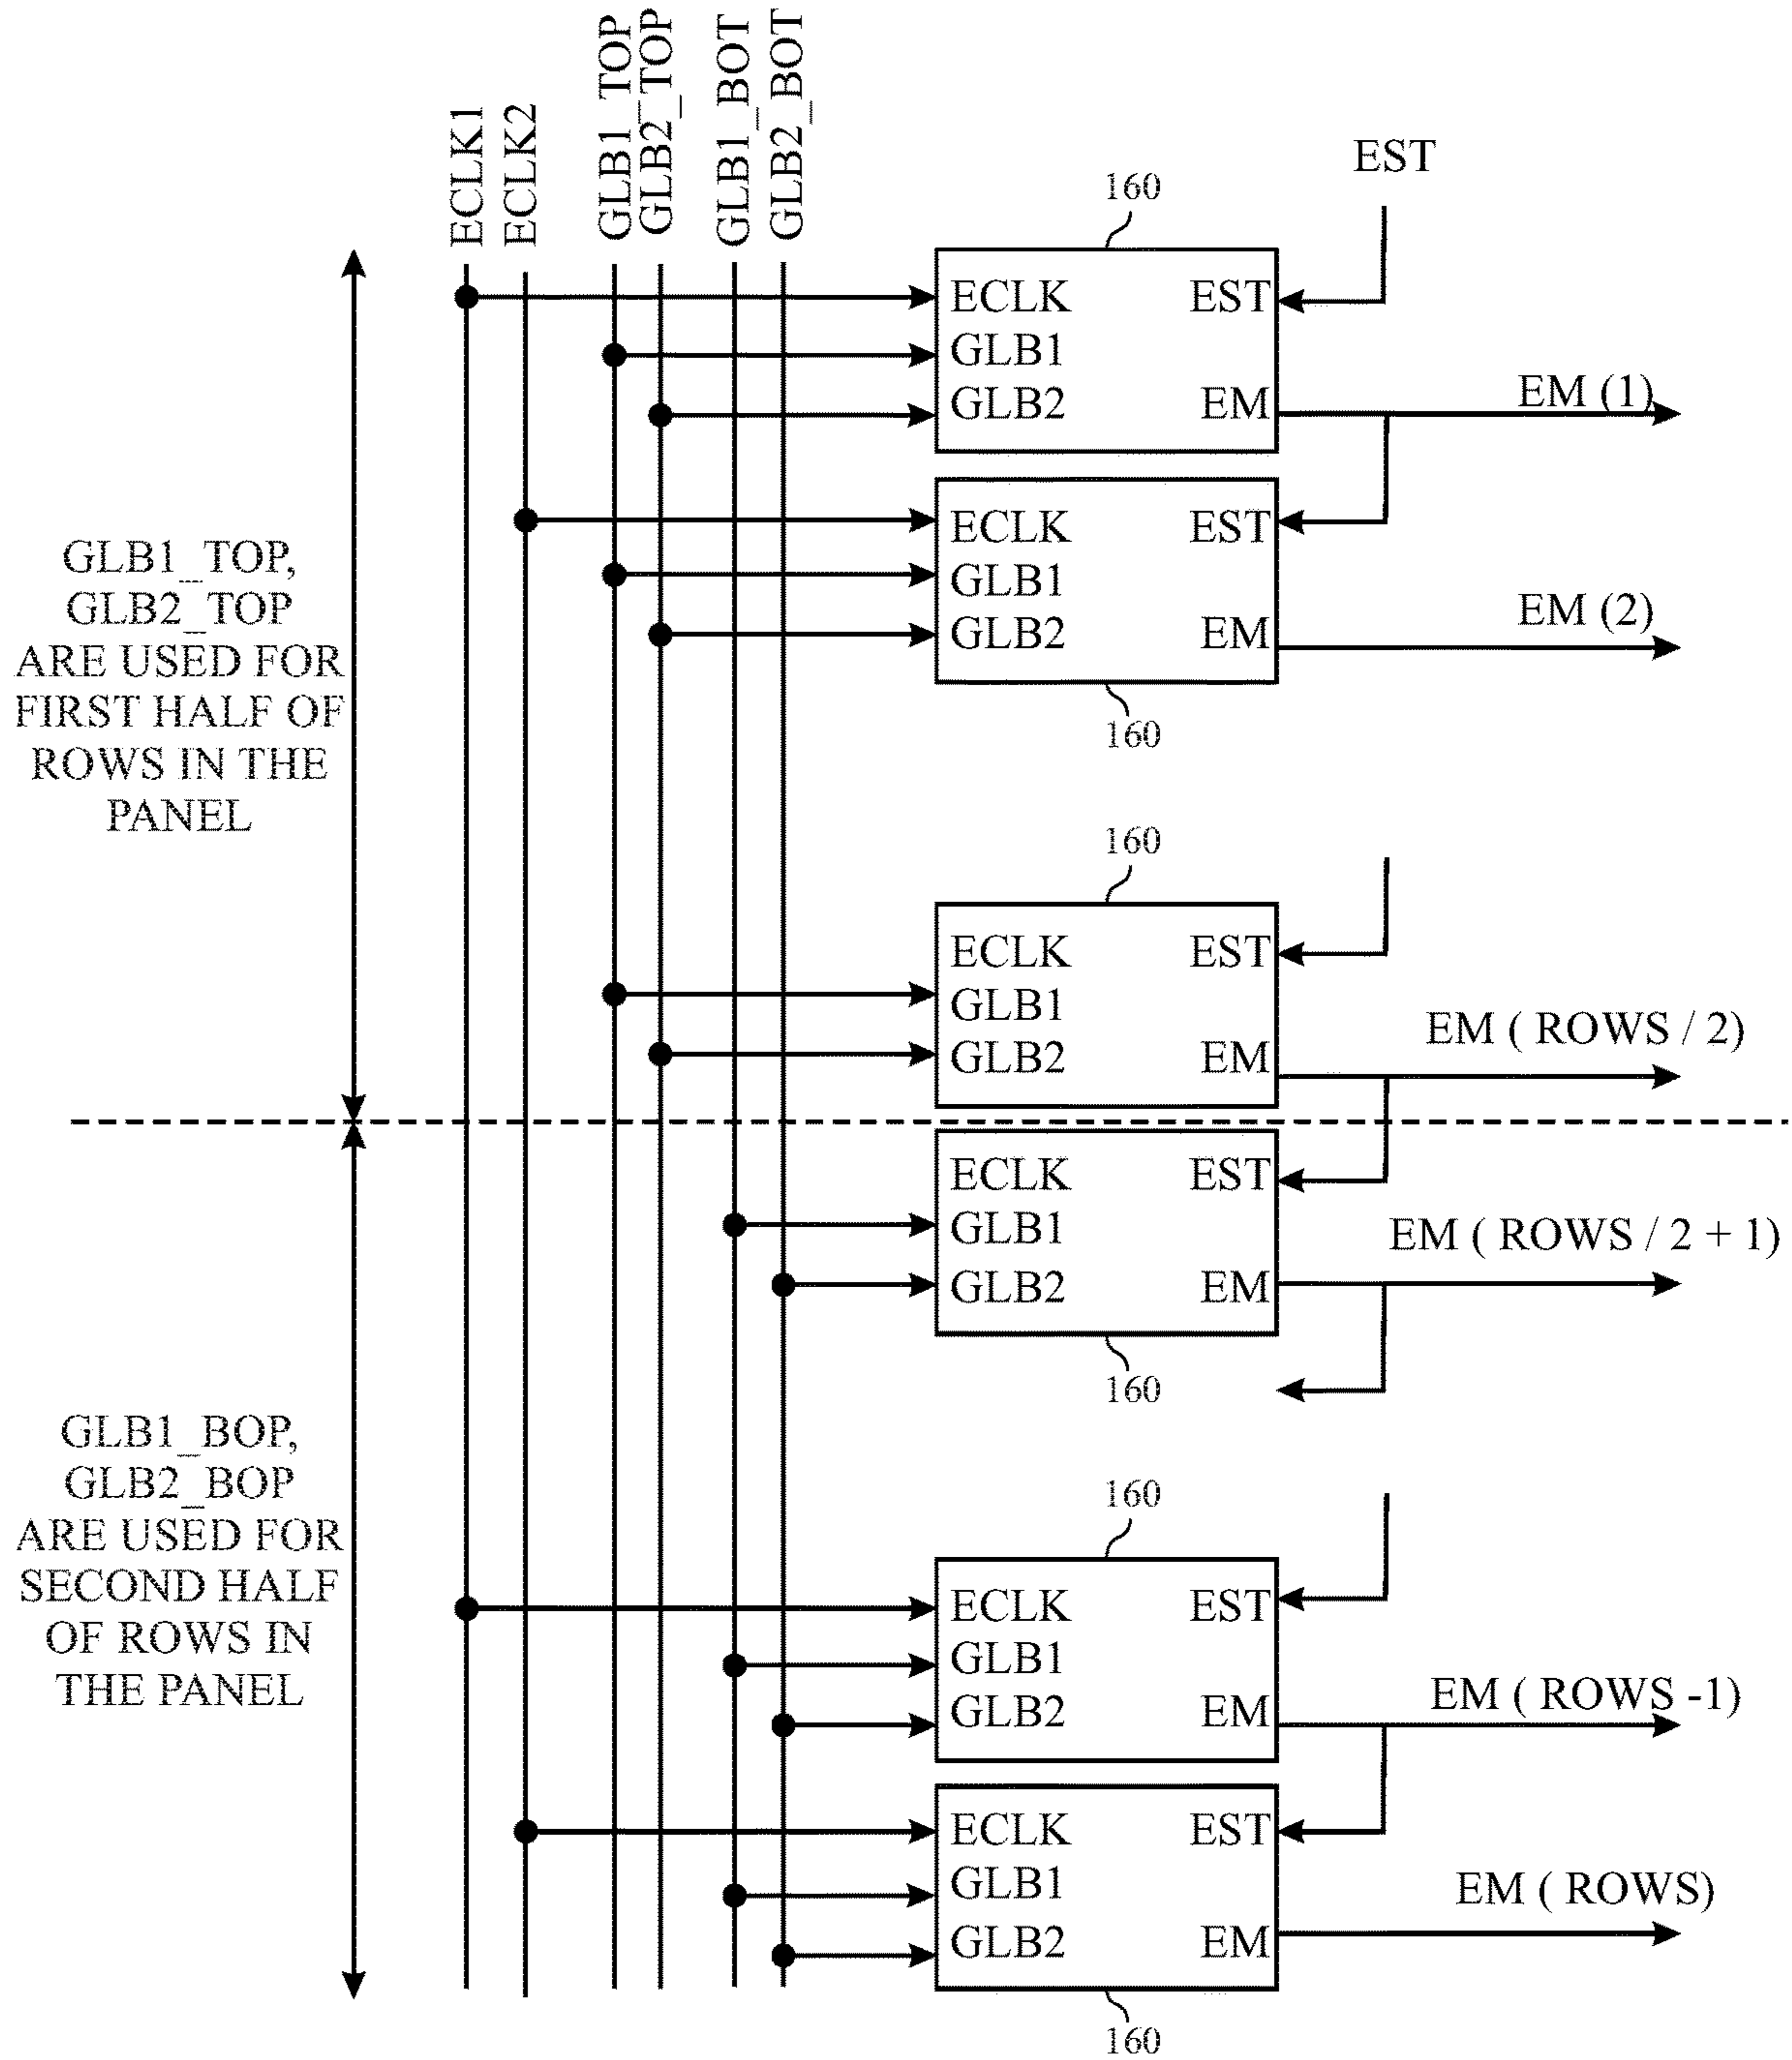 ECLK1
ECLK2
GLB1_TOP
GLB2_TOP
GLB1_BOT
GLB2_BOT
EST
160
ECLK EST
GLB1
GLB2 EM
EM (1)
ECLK EST
GLB1
GLB2 EM
EM (2)
160
GLB1_TOP,
GLB2_TOP
ARE USED FOR
FIRST HALF OF
ROWS IN THE
PANEL
160
ECLK EST
GLB1
GLB2 EM
EM ( ROWS / 2)
ECLK EST
GLB1
GLB2 EM
EM ( ROWS / 2 + 1)
160
GLB1_BOP,
GLB2_BOP
ARE USED FOR
SECOND HALF
OF ROWS IN
THE PANEL
160
ECLK EST
GLB1
GLB2 EM
EM ( ROWS -1)
ECLK EST
GLB1
GLB2 EM
EM ( ROWS)
160